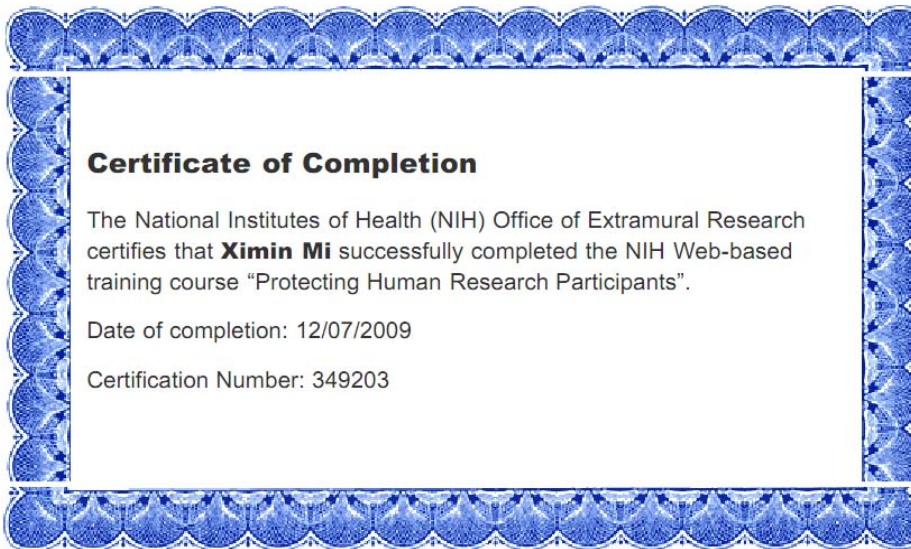 Certificate of Completion
The National Institutes of Health (NIH) Office of Extramural Research
certifies that Ximin Mi successfully completed the NIH Web-based
training course “Protecting Human Research Participants”.
Date of completion: 12/07/2009
Certification Number: 349203